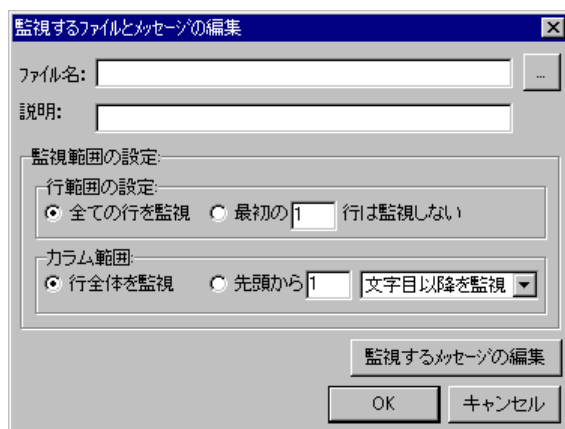 監視するファイルとメッセージの編集
ファイル名:
...
説明:
監視範囲の設定:
行範囲の設定:
全ての行を監視 最初の 1 行は監視しない
カラム範囲:
行全体を監視 先頭から 1 文字目以降を監視
監視するメッセージの編集
OK キャンセル